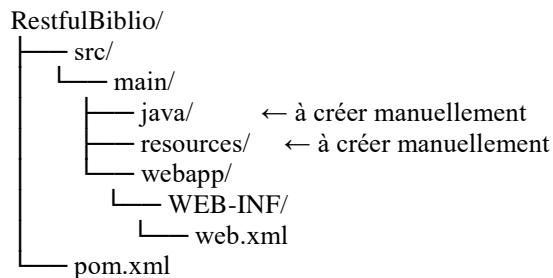 RestfulBiblio/
├── src/
│   └── main/
│       ├── java/          ← à créer manuellement
│       ├── resources/     ← à créer manuellement
│       └── webapp/
│           └── WEB-INF/
│               └── web.xml
└── pom.xml